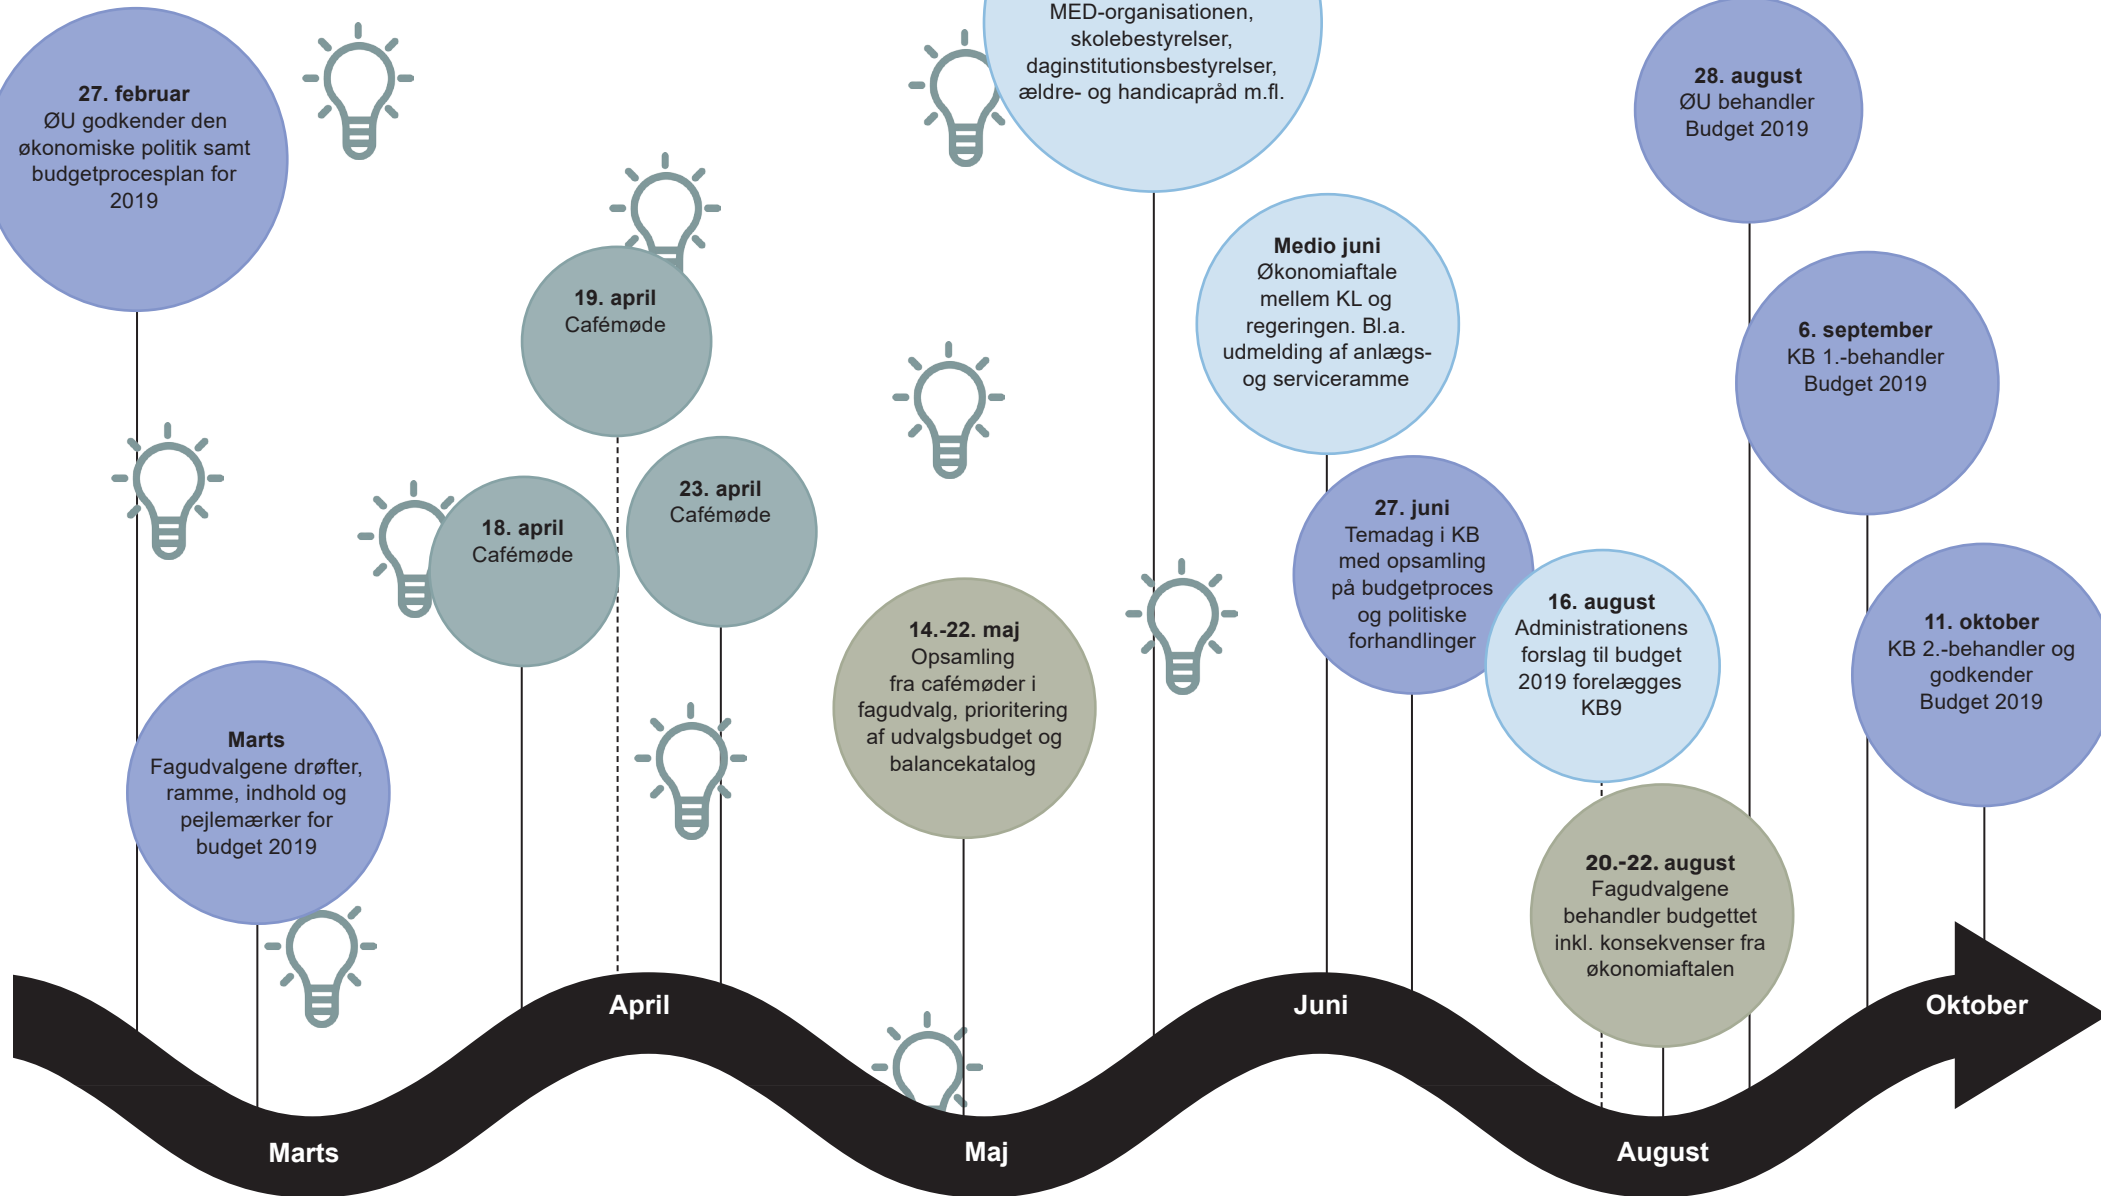 27. februar
ØU godkender den
økonomiske politik samt
budgetprocesplan for
2019
Marts
Fagudvalgene drøfter,
ramme, indhold og
pejlemærker for
budget 2019
18. april
Cafémøde
19. april
Cafémøde
23. april
Cafémøde
14.-22. maj
Opsamling
fra cafémøder i
fagudvalg, prioritering
af udvalgsbudget og
balancekatalog
MED-organisationen,
skolebestyrelser,
daginstitutionsbestyrelser,
ældre- og handicapråd m.fl.
Medio juni
Økonomiaftale
mellem KL og
regeringen. Bl.a.
udmelding af anlægs-
og serviceramme
27. juni
Temadag i KB
med opsamling
på budgetproces
og politiske
forhandlinger
16. august
Administrationens
forslag til budget
2019 forelægges
KB9
20.-22. august
Fagudvalgene
behandler budgettet
inkl. konsekvenser fra
økonomiaftalen
28. august
ØU behandler
Budget 2019
6. september
KB 1.-behandler
Budget 2019
11. oktober
KB 2.-behandler og
godkender
Budget 2019
Marts
April
Maj
Juni
August
Oktober